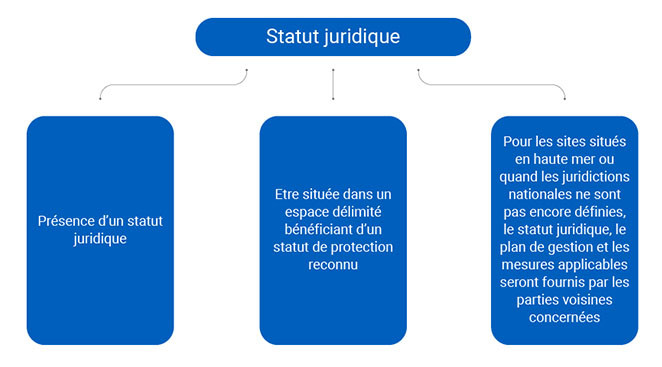 Statut juridique
Présence d’un statut
juridique
Etre située dans un
espace délimité
bénéficiant d’un
statut de protection
reconnu
Pour les sites situés
en haute mer ou
quand les juridictions
nationales ne sont
pas encore définies,
le statut juridique, le
plan de gestion et les
mesures applicables
seront fournis par les
parties voisines
concernées